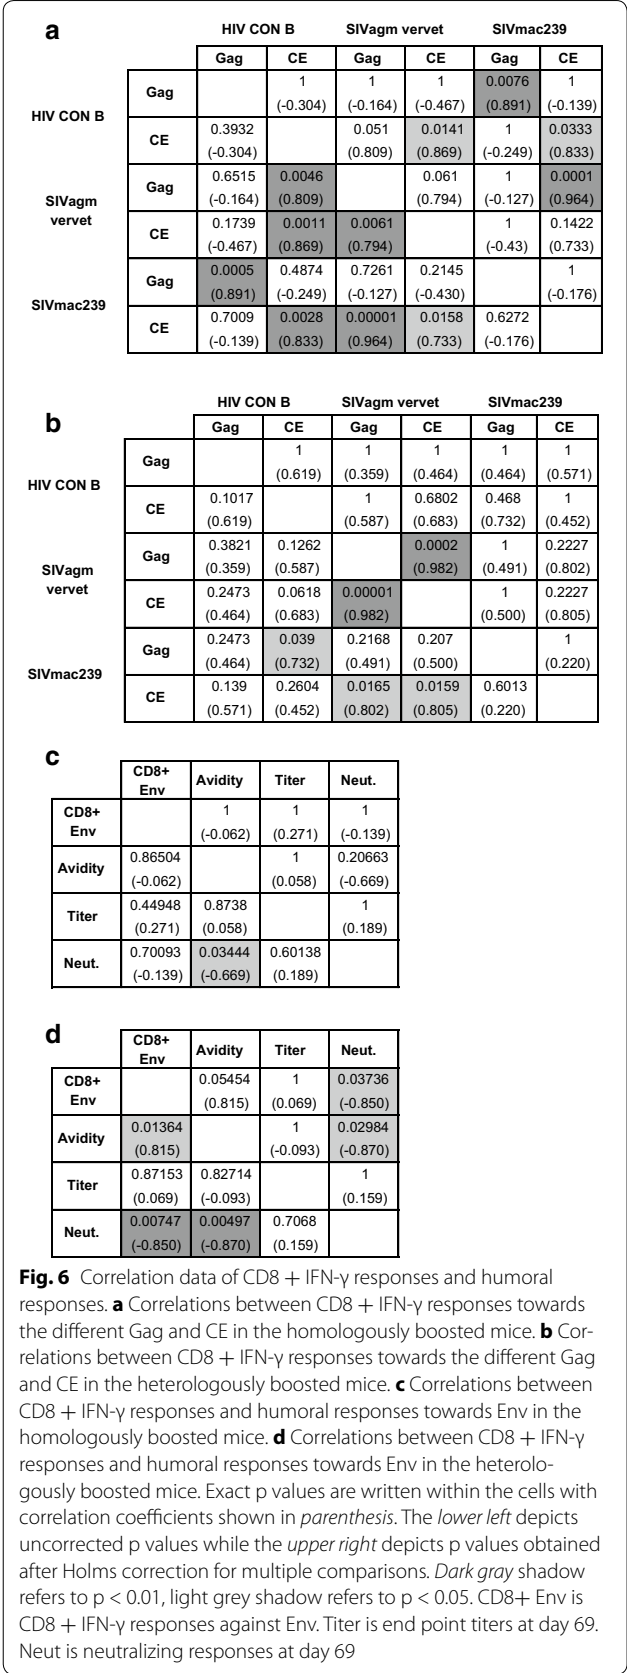 a
HIV CON B SIVagm vervet SIVmac239
Gag CE Gag CE Gag CE
HIV CON B
Gag 1 1 1 0.0076 1
(-0.304) (-0.164) (-0.467) (0.891) (-0.139)
CE 0.3932 0.051 0.0141 1 0.0333
(-0.304) (0.809) (0.869) (-0.249) (0.833)
SIVagm
vervet
Gag 0.6515 0.0046 0.061 1 0.0001
(-0.164) (0.809) (0.794) (-0.127) (0.964)
CE 0.1739 0.0011 0.0061 1 0.1422
(-0.467) (0.869) (0.794) (-0.43) (0.733)
SIVmac239
Gag 0.0005 0.4874 0.7261 0.2145 1
(0.891) (-0.249) (-0.127) (-0.430) (-0.176)
CE 0.7009 0.0028 0.00001 0.0158 0.6272
(-0.139) (0.833) (0.964) (0.733) (-0.176)
b
HIV CON B SIVagm vervet SIVmac239
Gag CE Gag CE Gag CE
HIV CON B
Gag 1 1 1 1 1
(0.619) (0.359) (0.464) (0.464) (0.571)
CE 0.1017 1 0.6802 0.468 1
(0.619) (0.587) (0.683) (0.732) (0.452)
SIVagm
vervet
Gag 0.3821 0.1262 0.0002 1 0.2227
(0.359) (0.587) (0.982) (0.491) (0.802)
CE 0.2473 0.0618 0.00001 1 0.2227
(0.464) (0.683) (0.982) (0.500) (0.805)
SIVmac239
Gag 0.2473 0.039 0.2168 0.207 1
(0.464) (0.732) (0.491) (0.500) (0.220)
CE 0.139 0.2604 0.0165 0.0159 0.6013
(0.571) (0.452) (0.802) (0.805) (0.220)
c
CD8+
Env Avidity Titer Neut.
CD8+
Env 1 1 1
(-0.062) (0.271) (-0.139)
Avidity 0.86504 1 0.20663
(-0.062) (0.058) (-0.669)
Titer 0.44948 0.8738 1
(0.271) (0.058) (0.189)
Neut. 0.70093 0.03444 0.60138
(-0.139) (-0.669) (0.189)
d
CD8+
Env Avidity Titer Neut.
CD8+
Env 0.05454 1 0.03736
(0.815) (0.069) (-0.850)
Avidity 0.01364 1 0.02984
(0.815) (-0.093) (-0.870)
Titer 0.87153 0.82714 1
(0.069) (-0.093) (0.159)
Neut. 0.00747 0.00497 0.7068
(-0.850) (-0.870) (0.159)
Fig. 6 Correlation data of CD8 + IFN-γ responses and humoral
responses. a Correlations between CD8 + IFN-γ responses towards
the different Gag and CE in the homologously boosted mice. b Cor-
relations between CD8 + IFN-γ responses towards the different Gag
and CE in the heterologously boosted mice. c Correlations between
CD8 + IFN-γ responses and humoral responses towards Env in the
homologously boosted mice. d Correlations between CD8 + IFN-γ
responses and humoral responses towards Env in the heterolo-
gously boosted mice. Exact p values are written within the cells with
correlation coefficients shown in parenthesis. The lower left depicts
uncorrected p values while the upper right depicts p values obtained
after Holms correction for multiple comparisons. Dark gray shadow
refers to p < 0.01, light grey shadow refers to p < 0.05. CD8+ Env is
CD8 + IFN-γ responses against Env. Titer is end point titers at day 69.
Neut is neutralizing responses at day 69